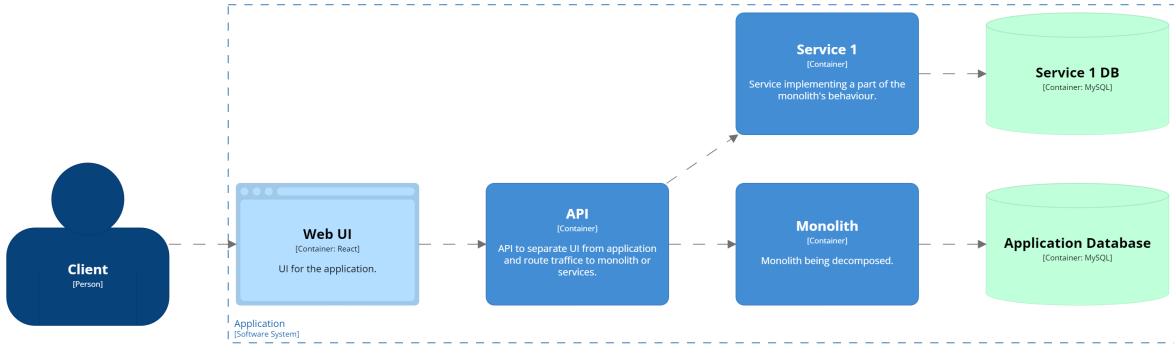 Service 1
[Container]
Service implementing a part of the
monolith's behaviour.
Service 1 DB
[Container: MySQL]
Client
[Person]
Web UI
[Container: React]
UI for the application.
API
[Container]
API to separate UI from application
and route traffice to monolith or
services.
Monolith
[Container]
Monolith being decomposed.
Application Database
[Container: MySQL]
Application
[Software System]